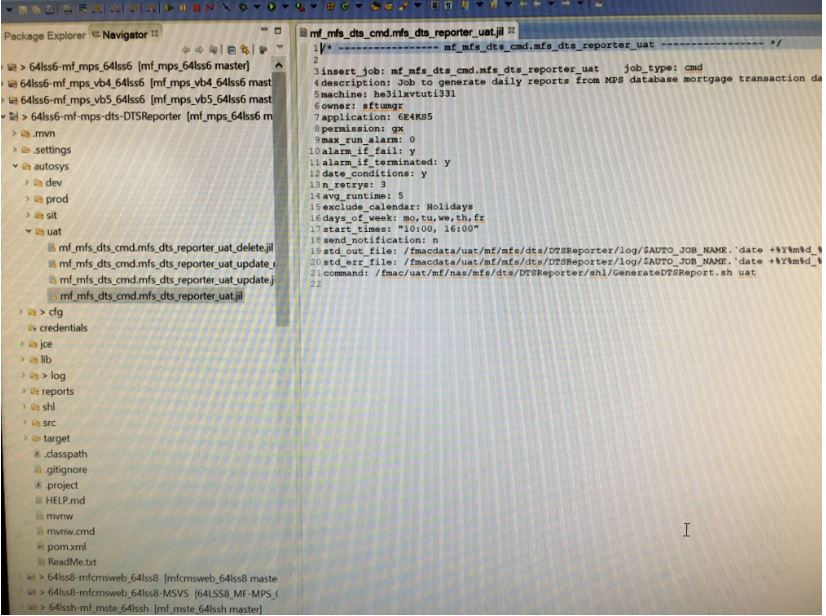 Package Explorer
Navigator
> 64lss6-mf_mps_64lss6 [mf_mps_64lss6 master]
64lss6-mf_mps_vb4_64lss6 [mf_mps_vb4_64lss6 mast
64lss6-mf_mps_vb5_64lss6 [mf_mps_vb5_64lss6 mast
> 64lss6-mf-mps-dts-DTSReporter [mf_mps_64lss6 m
.mvn
.settings
autosys
dev
prod
sit
uat
mf_mfs_dts_cmd.mfs_dts_reporter_uat_delete.jil
mf_mfs_dts_cmd.mfs_dts_reporter_uat_update_
mf_mfs_dts_cmd.mfs_dts_reporter_uat_update.j
mf_mfs_dts_cmd.mfs_dts_reporter_uat.jil
> cfg
credentials
jce
lib
> log
reports
shl
src
target
.classpath
.gitignore
.project
HELP.md
mvnw
mvnw.cmd
pom.xml
ReadMe.txt
> 64lss8-mfcmsweb_64lss8 [mfcmsweb_64lss8 maste
> 64lss8-mfcmsweb_64lss8-MSVS [64LSS8_MF-MPS_
> 64lssh-mf_mste_64lssh [mf_mste_64lssh master]
mf_mfs_dts_cmd.mfs_dts_reporter_uat.jil
1 /* ----------------- mf_mfs_dts_cmd.mfs_dts_reporter_uat ----------------- */
2
3 insert_job: mf_mfs_dts_cmd.mfs_dts_reporter_uat job_type: cmd
4 description: Job to generate daily reports from MPS database mortgage transaction da
5 machine: he3ilxvtuti331
6 owner: sftumgr
7 application: 6E4KS5
8 permission: gx
9 max_run_alarm: 0
10 alarm_if_fail: y
11 alarm_if_terminated: y
12 date_conditions: y
13 n_retrys: 3
14 avg_runtime: 5
15 exclude_calendar: Holidays
16 days_of_week: mo,tu,we,th,fr
17 start_times: "10:00, 16:00"
18 send_notification: n
19 std_out_file: /fmacdata/uat/mf/mfs/dts/DTSReporter/log/$AUTO_JOB_NAME.`date +%Y%m%d_%
20 std_err_file: /fmacdata/uat/mf/mfs/dts/DTSReporter/log/$AUTO_JOB_NAME.`date +%Y%m%d_%
21 command: /fmac/uat/mf/nas/mfs/dts/DTSReporter/shl/GenerateDTSReport.sh uat
22